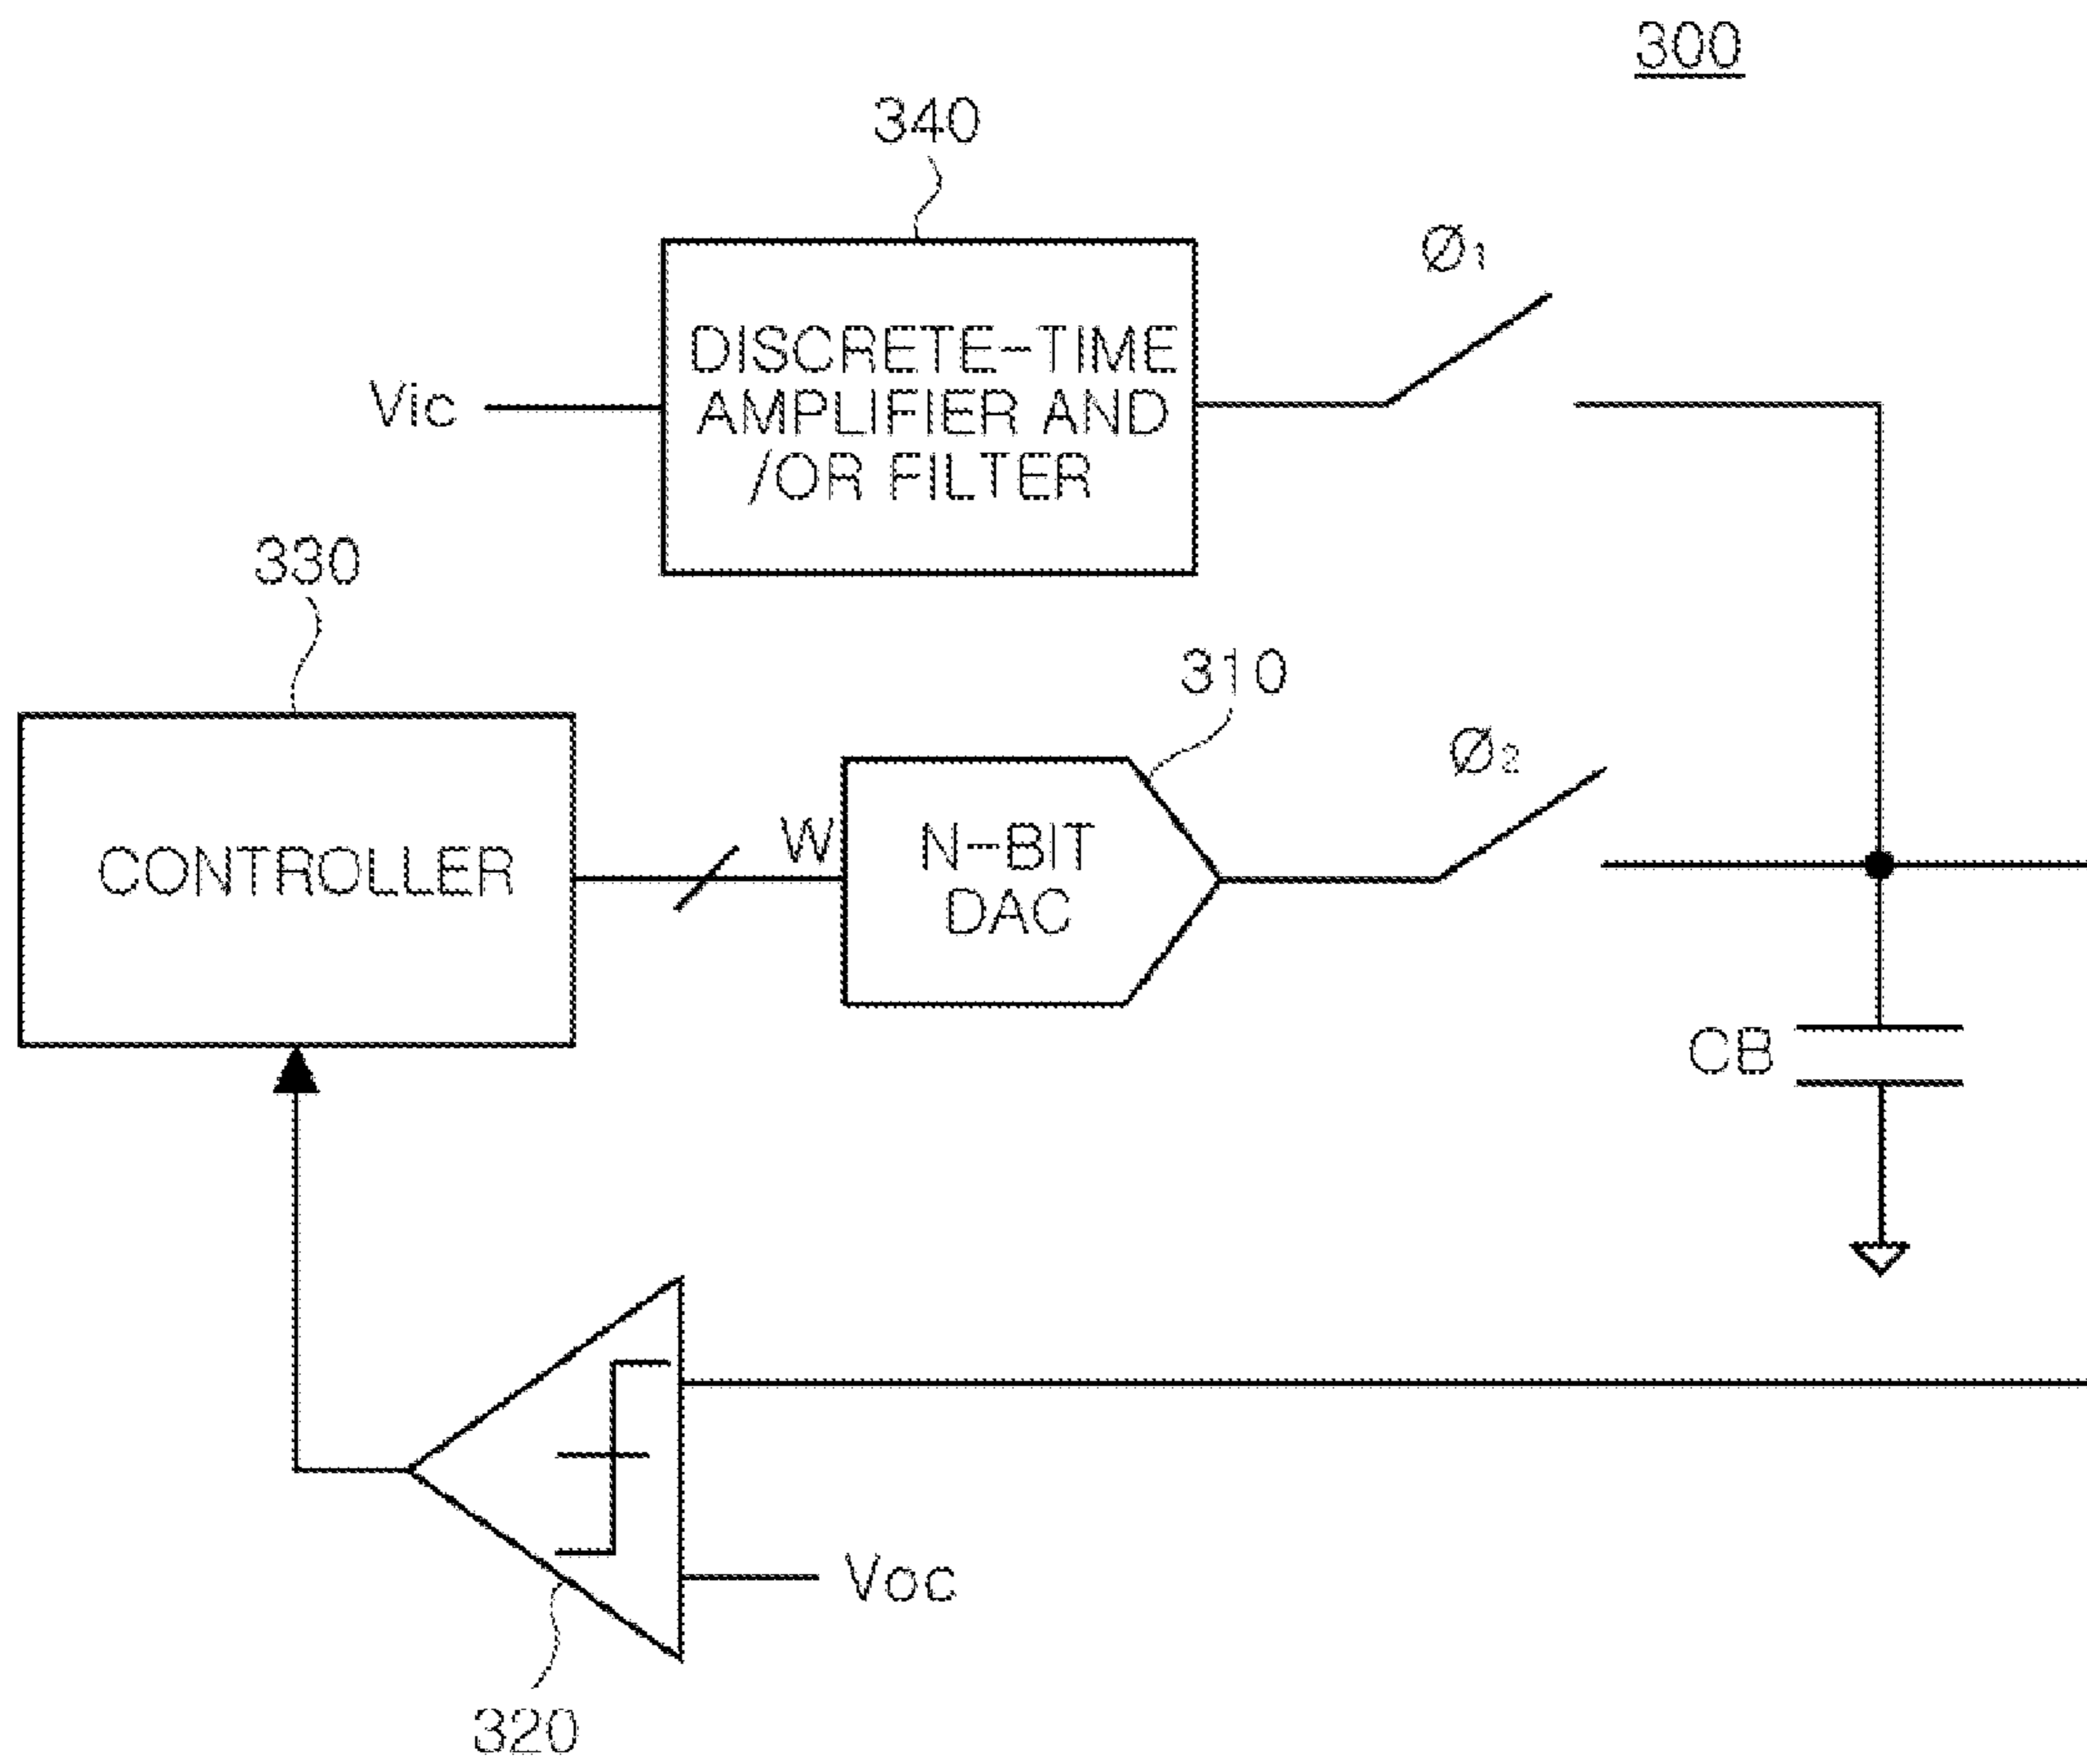 300
340
Ø1
DISCRETE-TIME
AMPLIFIER AND
/OR FILTER
Vic
330
310
Ø2
CONTROLLER
W
N-BIT
DAC
CB
Voc
320